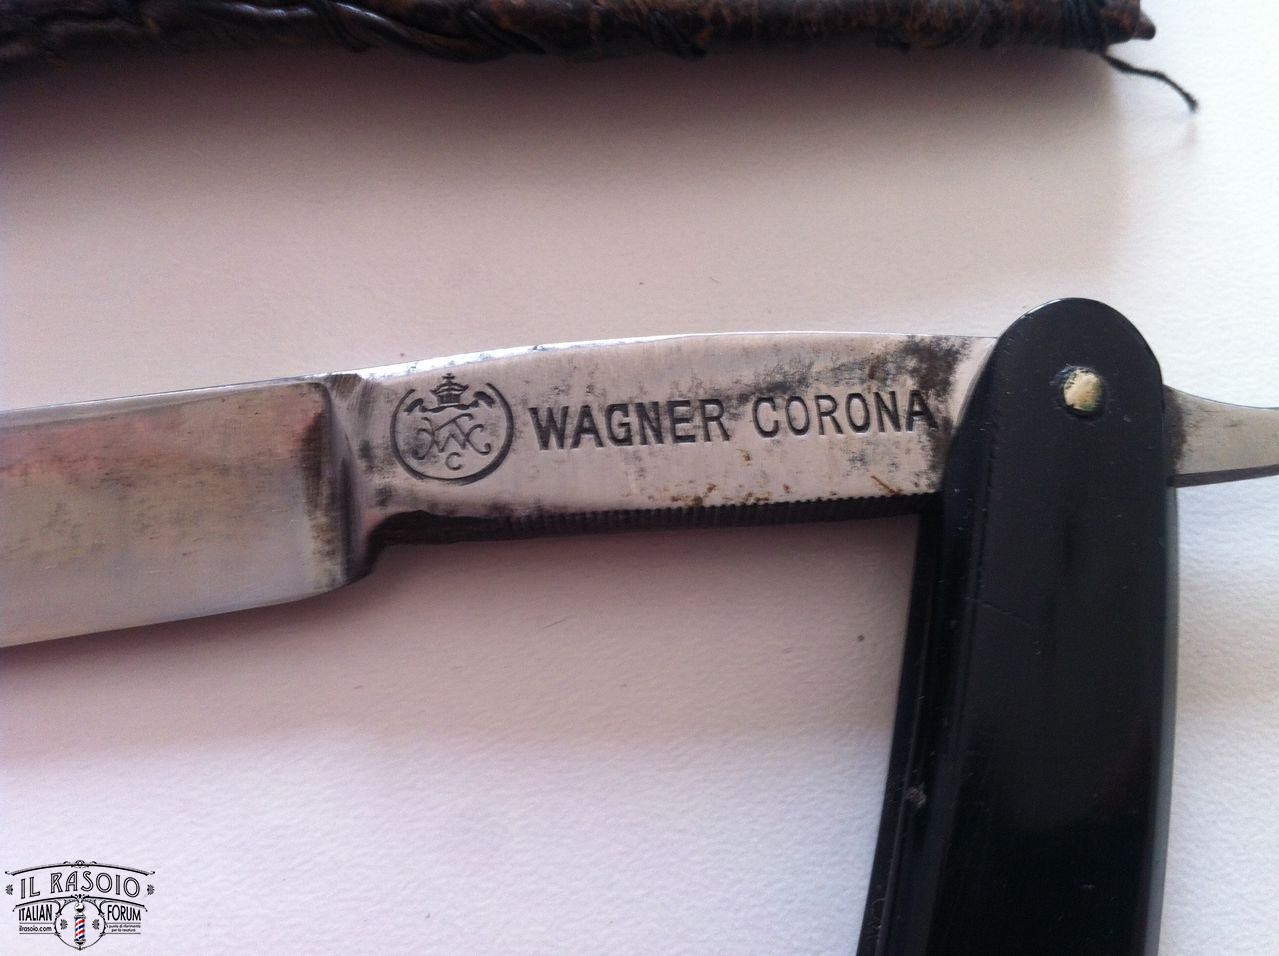 WAGNER CORONA
C
IL RASOIO
ITALIAN FORUM
ilrasoio.com